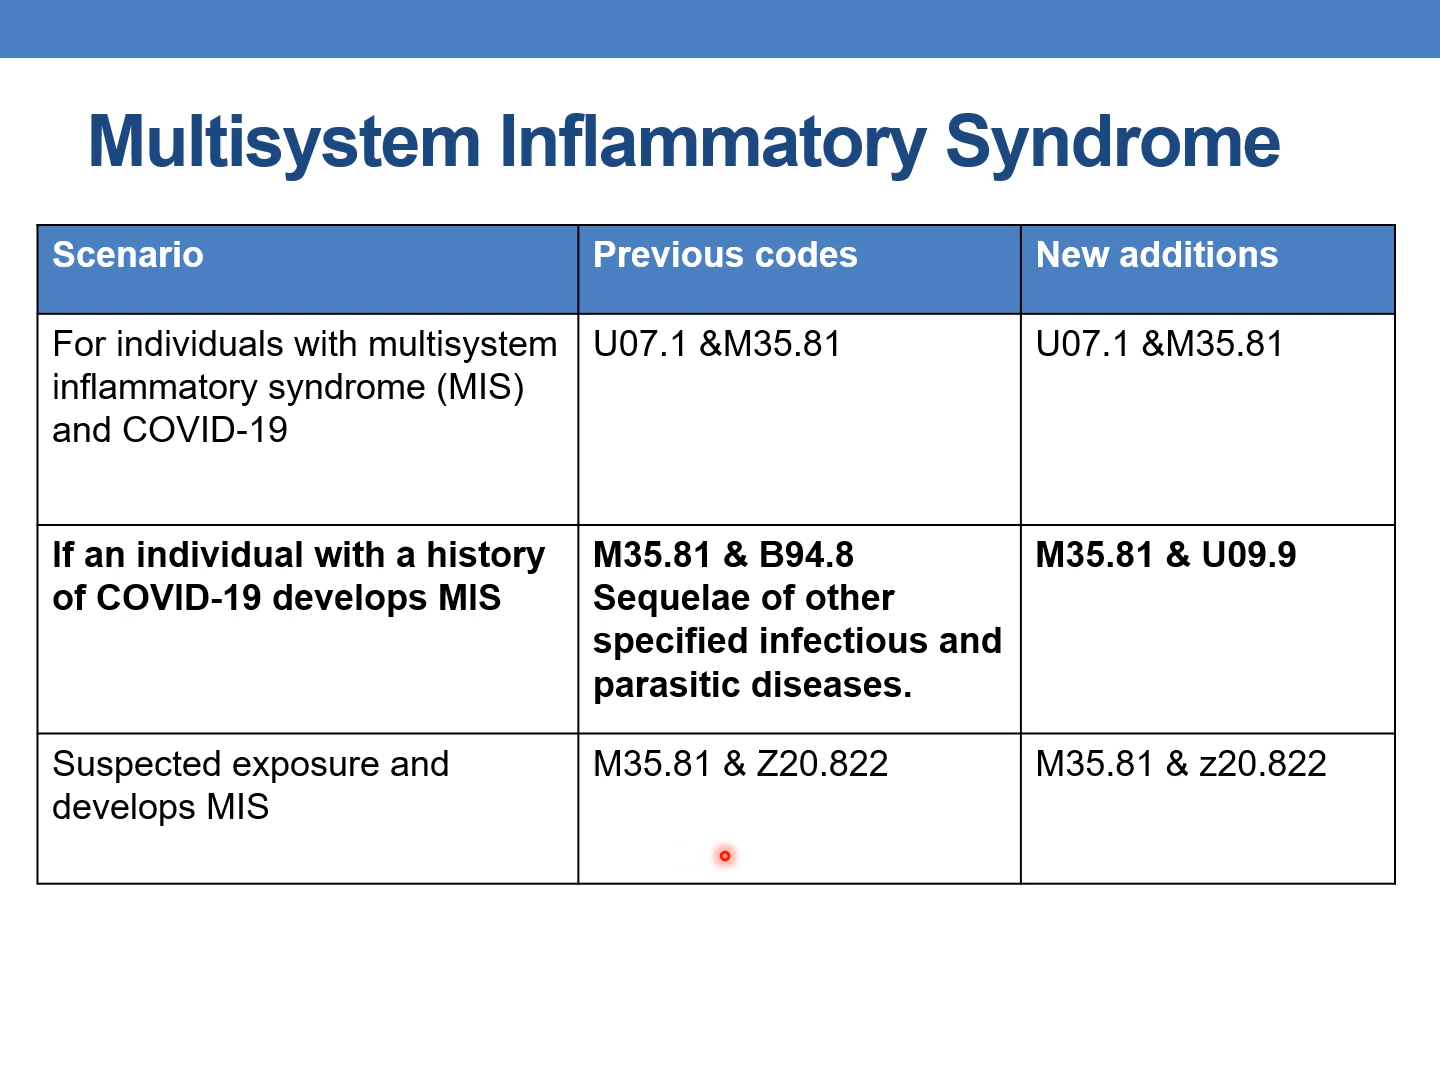 Multisystem Inflammatory Syndrome
Scenario
Previous codes
New additions
For individuals with multisystem
inflammatory syndrome (MIS)
and COVID-19
U07.1 &M35.81
U07.1 &M35.81
If an individual with a history
of COVID-19 develops MIS
M35.81 & B94.8
Sequelae of other
specified infectious and
parasitic diseases.
M35.81 & U09.9
Suspected exposure and
develops MIS
M35.81 & Z20.822
M35.81 & z20.822